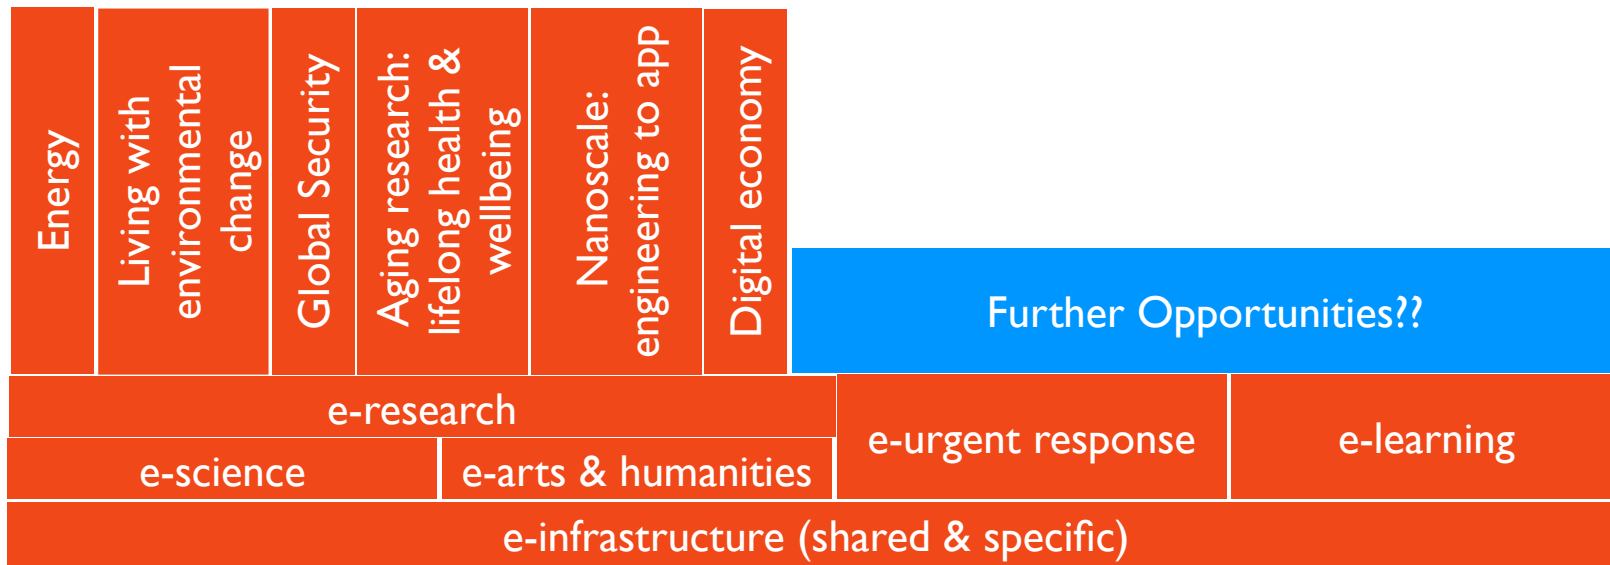 Energy
Living with
environmental
change
Global Security
Aging research:
lifelong health &
wellbeing
Nanoscale:
engineering to app
Digital economy
Further Opportunities??
e-research
e-urgent response
e-learning
e-science
e-arts & humanities
e-infrastructure (shared & specific)